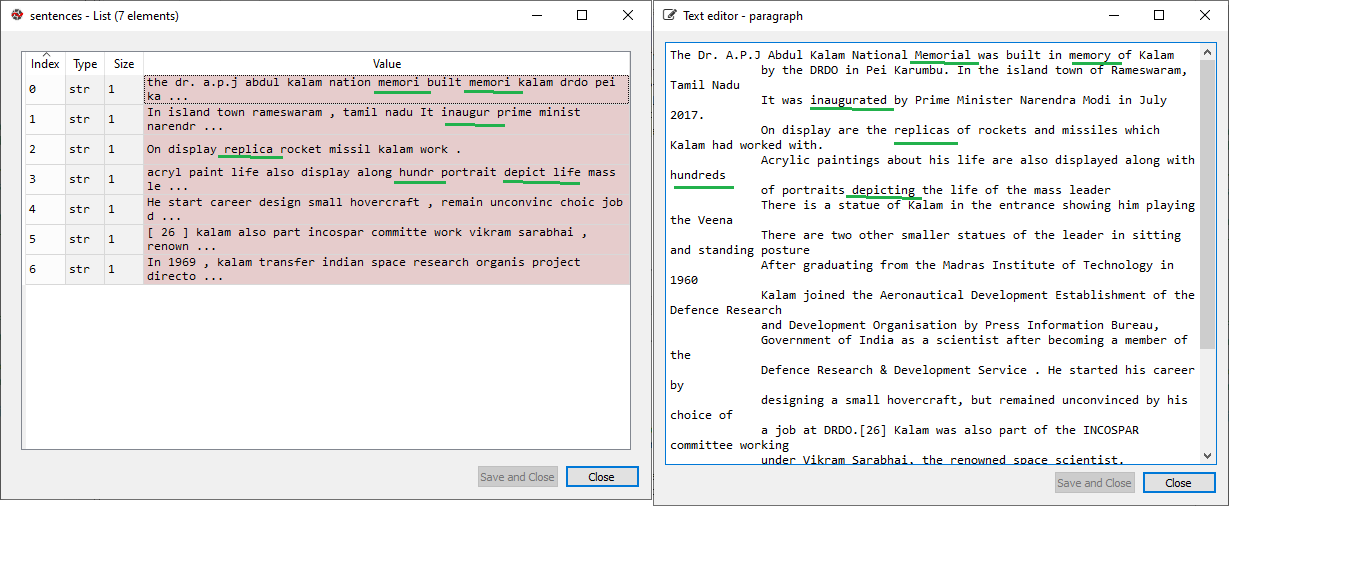 sentences - List (7 elements)
Index Type Size Value
0 str 1 the dr. a.p.j abdul kalam nation memori built memori kalam drdo pei
ka ...
1 str 1 In island town rameswaram , tamil nadu It inaugur prime minist
narendr ...
2 str 1 On display replica rocket missil kalam work .
3 str 1 acryl paint life also display along hundr portrait depict life mass
le ...
4 str 1 He start career design small hovercraft , remain unconvinc choic job
d ...
5 str 1 [ 26 ] kalam also part incospar committe work vikram sarabhai ,
renown ...
6 str 1 In 1969 , kalam transfer indian space research organis project
directo ...
Save and Close Close
Text editor - paragraph
The Dr. A.P.J Abdul Kalam National Memorial was built in memory of Kalam
by the DRDO in Pei Karumbu. In the island town of Rameswaram,
Tamil Nadu
It was inaugurated by Prime Minister Narendra Modi in July
2017.
On display are the replicas of rockets and missiles which
Kalam had worked with.
Acrylic paintings about his life are also displayed along with
hundreds
of portraits depicting the life of the mass leader
There is a statue of Kalam in the entrance showing him playing
the Veena
There are two other smaller statues of the leader in sitting
and standing posture
After graduating from the Madras Institute of Technology in
1960
Kalam joined the Aeronautical Development Establishment of the
Defence Research
and Development Organisation by Press Information Bureau,
Government of India as a scientist after becoming a member of
the
Defence Research & Development Service . He started his career
by
designing a small hovercraft, but remained unconvinced by his
choice of
a job at DRDO.[26] Kalam was also part of the INCOSPAR
committee working
under Vikram Sarabhai, the renowned space scientist.
Save and Close Close